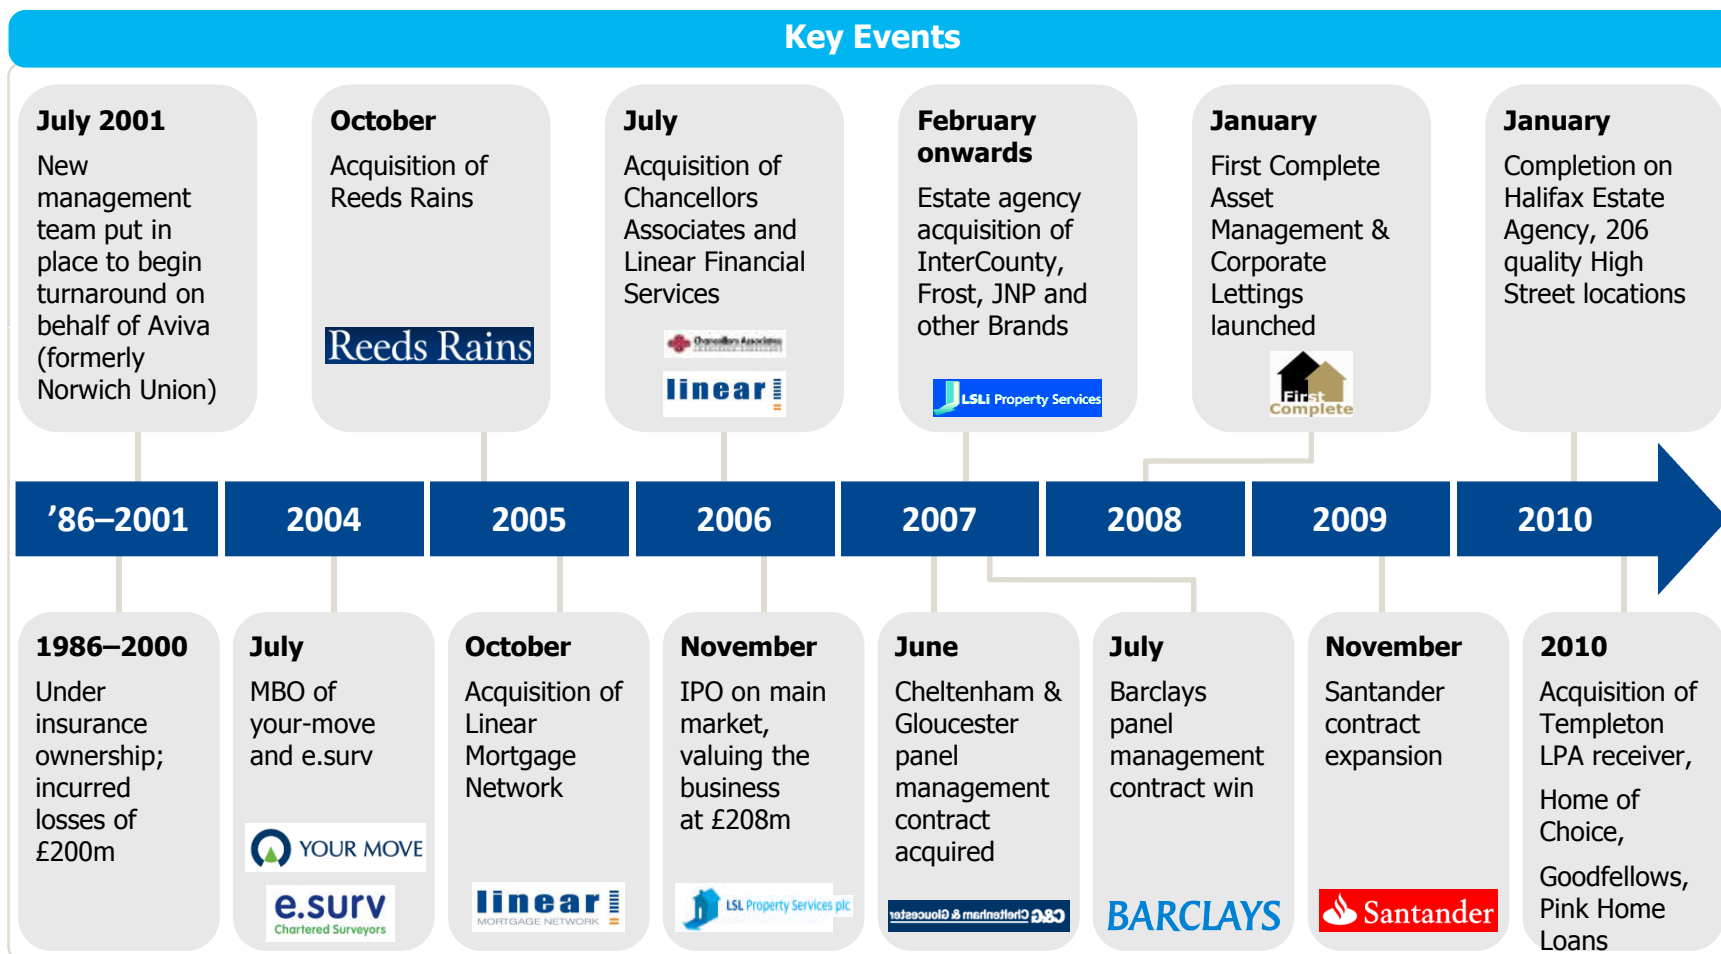 Key Events
July 2001
New
management
team put in
place to begin
turnaround on
behalf of Aviva
(formerly
Norwich Union)
October
Acquisition of
Reeds Rains
Reeds Rains
July
Acquisition of
Chancellors
Associates and
Linear Financial
Services
Chancellors Associates
linear
February
onwards
Estate agency
acquisition of
InterCounty,
Frost, JNP and
other Brands
LSLi Property Services
January
First Complete
Asset
Management &
Corporate
Lettings
launched
First
Complete
January
Completion on
Halifax Estate
Agency, 206
quality High
Street locations
’86–2001
2004
2005
2006
2007
2008
2009
2010
1986–2000
Under
insurance
ownership;
incurred
losses of
£200m
July
MBO of
your-move
and e.surv
YOUR MOVE
e.surv
Chartered Surveyors
October
Acquisition of
Linear
Mortgage
Network
linear
MORTGAGE NETWORK
November
IPO on main
market,
valuing the
business
at £208m
LSL Property Services plc
June
Cheltenham &
Gloucester
panel
management
contract
acquired
C&G Cheltenham & Gloucester
July
Barclays
panel
management
contract win
BARCLAYS
November
Santander
contract
expansion
Santander
2010
Acquisition of
Templeton
LPA receiver,
Home of
Choice,
Goodfellows,
Pink Home
Loans